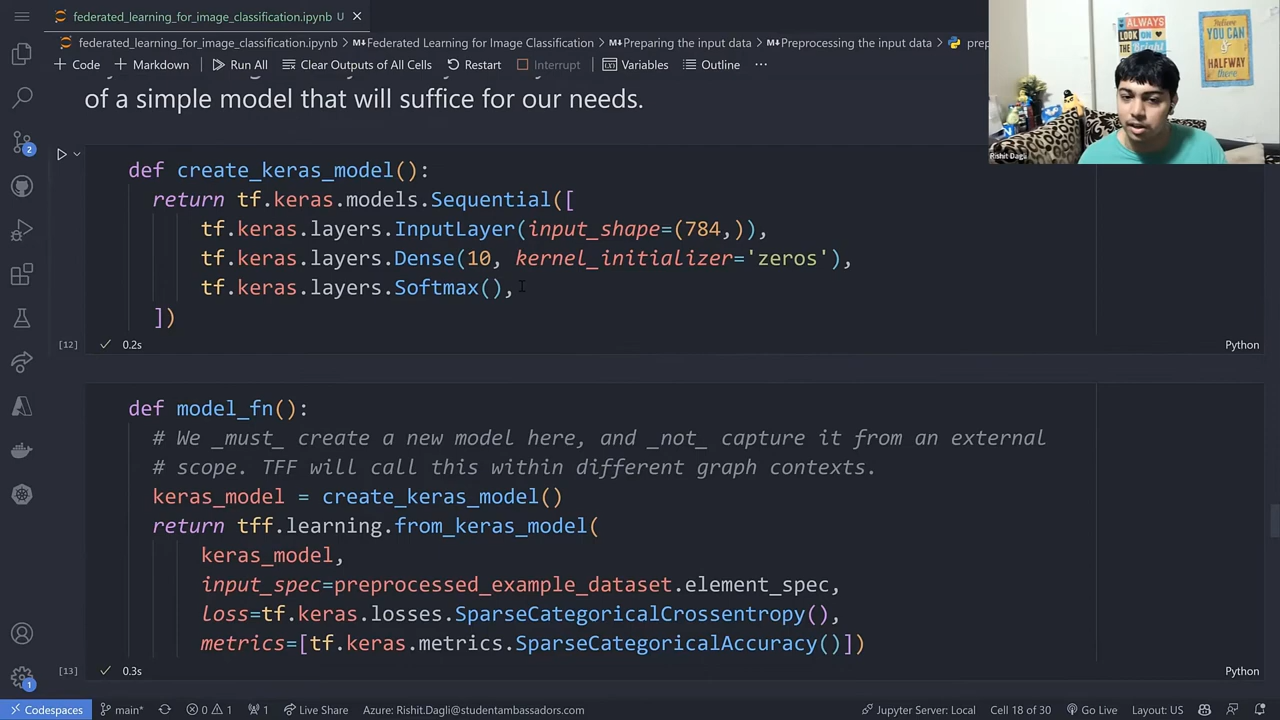 federated_learning_for_image_classification.ipynb U
federated_learning_for_image_classification.ipynb Federated Learning for Image Classification Preparing the input data Preprocessing the input data
Code Markdown Run All Clear Outputs of All Cells Restart Interrupt Variables Outline ...
of a simple model that will suffice for our needs.
def create_keras_model():
return tf.keras.models.Sequential([
tf.keras.layers.InputLayer(input_shape=(784,)),
tf.keras.layers.Dense(10, kernel_initializer='zeros'),
tf.keras.layers.Softmax(),
])
[12] 0.2s Python
def model_fn():
# We _must_ create a new model here, and _not_ capture it from an external
# scope. TFF will call this within different graph contexts.
keras_model = create_keras_model()
return tff.learning.from_keras_model(
keras_model,
input_spec=preprocessed_example_dataset.element_spec,
loss=tf.keras.losses.SparseCategoricalCrossentropy(),
metrics=[tf.keras.metrics.SparseCategoricalAccuracy()])
[13] 0.3s Python
2
1
ALWAYS
LOOK ON
THE Bright
Believe
YOU CAN
HALFWAY
there
Rishit Dagli
Codespaces main* 0 1 1 Live Share Azure: Rishit.Dagli@studentambassadors.com Jupyter Server: Local Cell 18 of 30 Go Live Layout: US